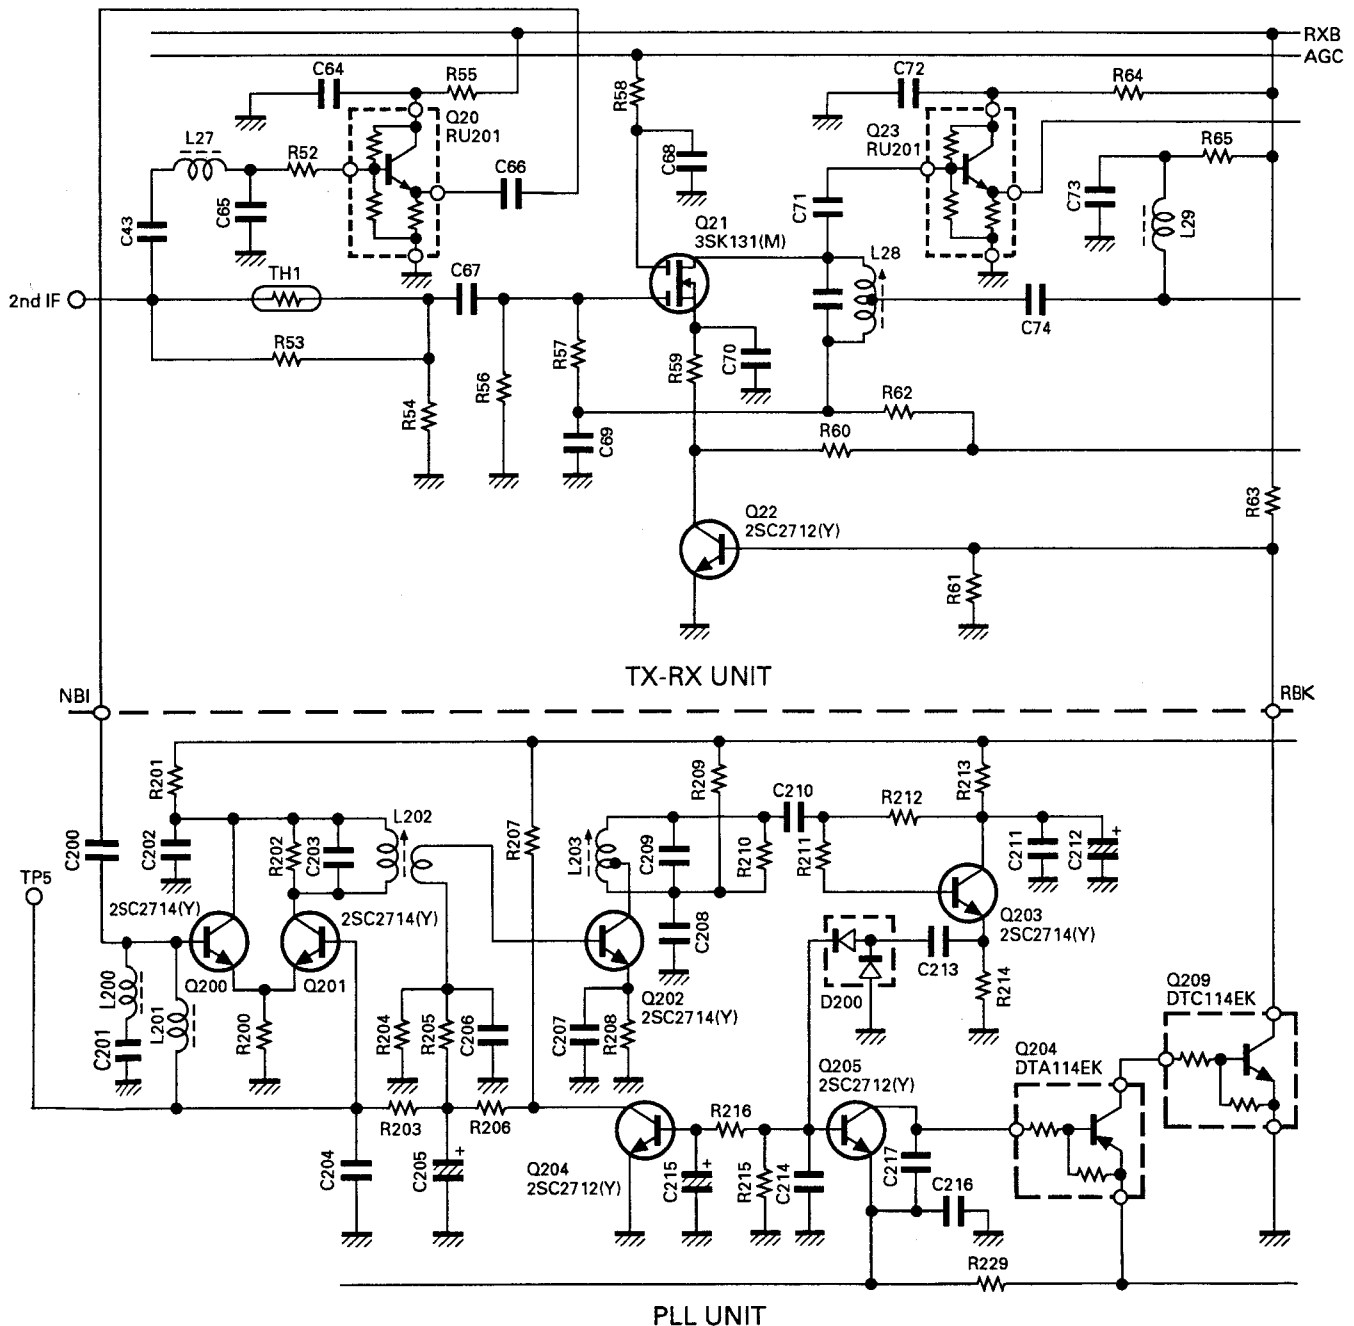 RXB
AGC
C64
R55
R58
C72
R64
Q20
RU201
L27
R52
C66
C68
Q23
RU201
R65
C43
C65
C71
C73
L29
Q21
3SK131(M)
L28
2nd IF
TH1
C67
C74
R53
R57
R59
C70
R54
R56
R62
C69
R60
Q22
2SC2712(Y)
R63
R61
TX-RX UNIT
NBI
RBK
R201
R209
C210
R213
R212
C200
C202
R202
C203
L202
R207
L203
C209
R210
R211
C211
C212
+
TP5
2SC2714(Y)
2SC2714(Y)
C208
Q203
2SC2714(Y)
C213
L200
L201
Q200
Q201
Q202
2SC2714(Y)
D200
R214
Q209
DTC114EK
C201
R200
R204
R205
C206
C207
R208
Q205
2SC2712(Y)
Q204
DTA114EK
R203
R206
R216
C204
C205
+
Q204
2SC2712(Y)
C215
+
R215
C214
C217
C216
R229
PLL UNIT